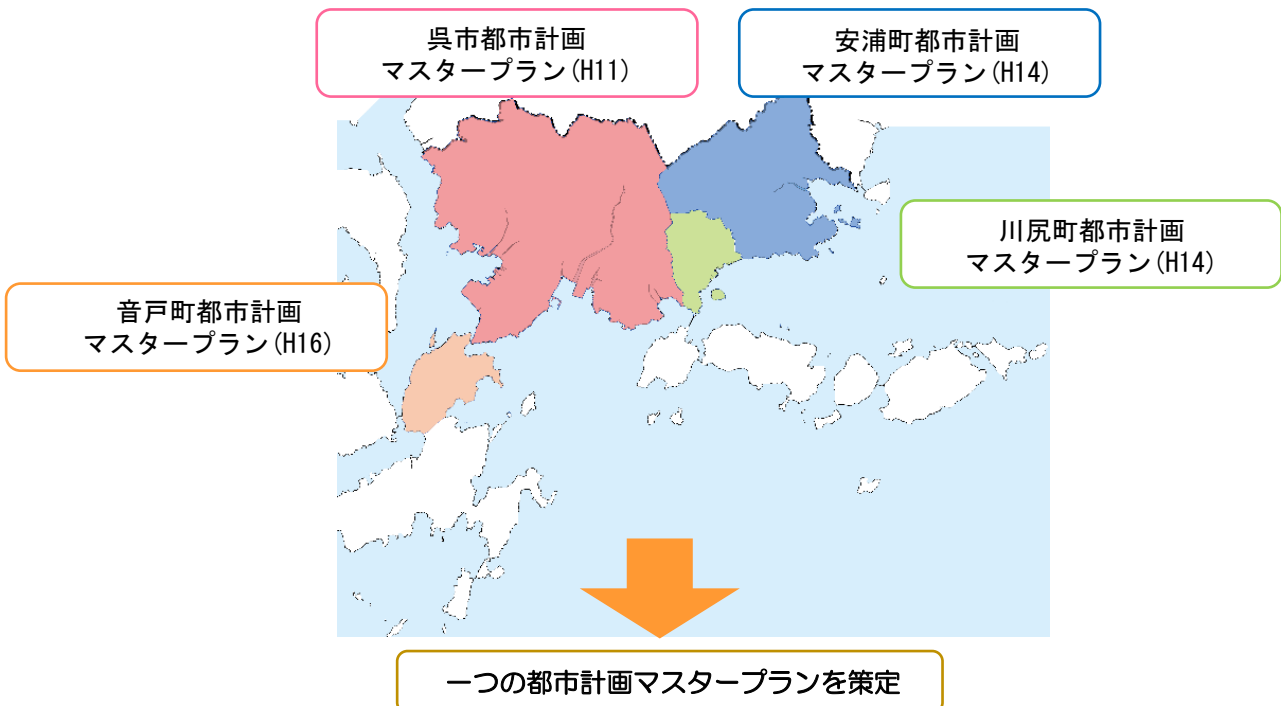 呉市都市計画
マスタープラン(H11)
安浦町都市計画
マスタープラン(H14)
川尻町都市計画
マスタープラン(H14)
音戸町都市計画
マスタープラン(H16)
一つの都市計画マスタープランを策定